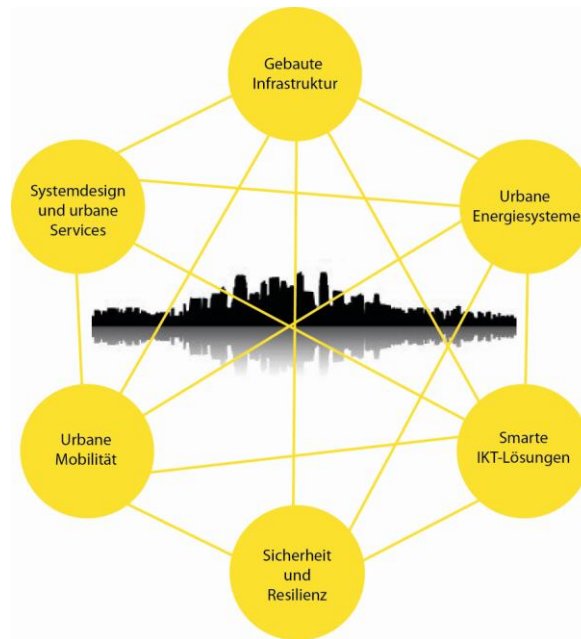 Gebaute
Infrastruktur
Systemdesign
und urbane
Services
Urbane
Energiesysteme
Urbane
Mobilität
Smarte
IKT-Lösungen
Sicherheit
und
Resilienz